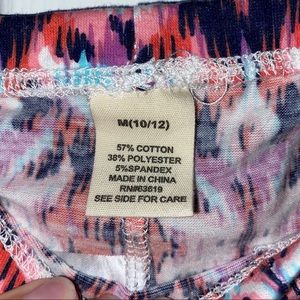 M(10/12)
57% COTTON
38% POLYESTER
5%SPANDEX
MADE IN CHINA
RN#63619
SEE SIDE FOR CARE